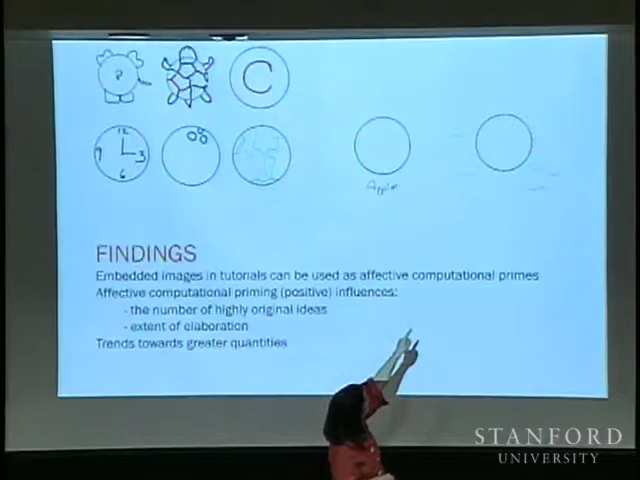 P
C
12
9 3
6
Apple
FINDINGS
Embedded images in tutorials can be used as affective computational primes
Affective computational priming (positive) influences:
- the number of highly original ideas
- extent of elaboration
Trends towards greater quantities
STANFORD
UNIVERSITY